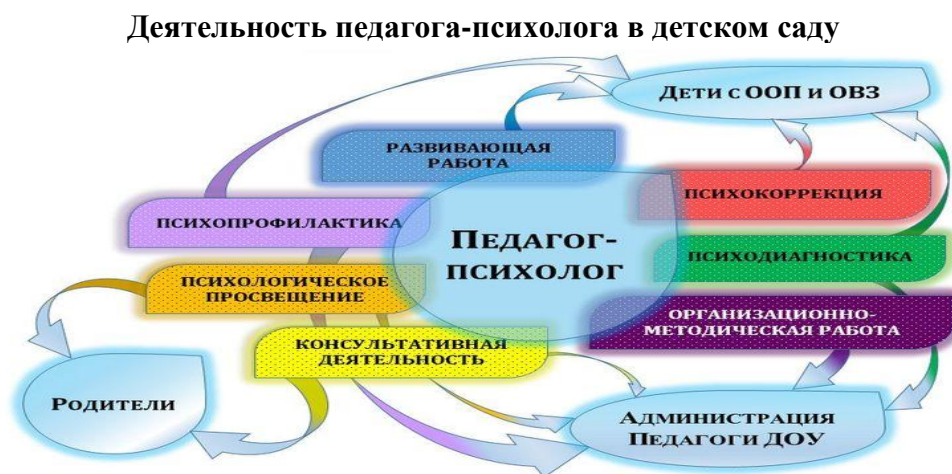 Деятельность педагога-психолога в детском саду
ДЕТИ С ООП И ОВЗ
РАЗВИВАЮЩАЯ
РАБОТА
ПСИХОКОРРЕКЦИЯ
ПСИХОПРОФИЛАКТИКА
ПЕДАГОГ-
ПСИХОЛОГ
ПСИХОДИАГНОСТИКА
ПСИХОЛОГИЧЕСКОЕ
ПРОСВЕЩЕНИЕ
ОРГАНИЗАЦИОННО-
МЕТОДИЧЕСКАЯ РАБОТА
КОНСУЛЬТАТИВНАЯ
ДЕЯТЕЛЬНОСТЬ
РОДИТЕЛИ
АДМИНИСТРАЦИЯ
ПЕДАГОГИ ДОУ